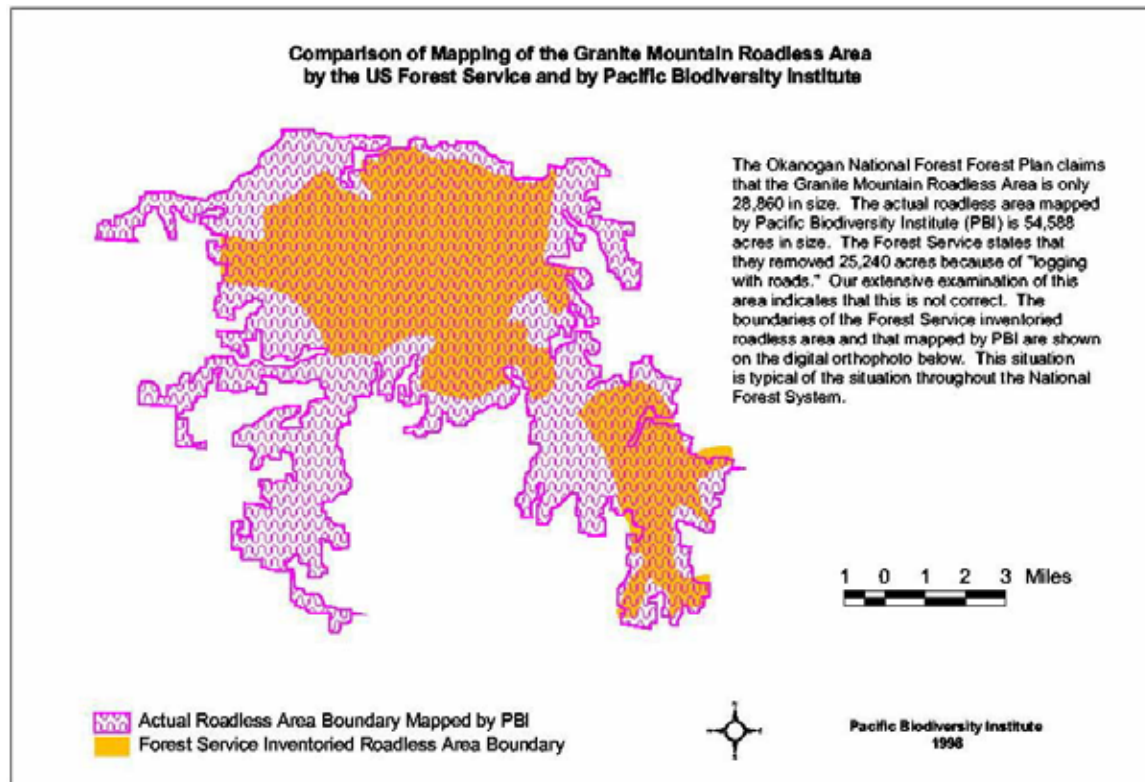 Comparison of Mapping of the Granite Mountain Roadless Area
by the US Forest Service and by Pacific Biodiversity Institute
The Okanogan National Forest Forest Plan claims
that the Granite Mountain Roadless Area is only
28,860 in size. The actual roadless area mapped
by Pacific Biodiversity Institute (PBI) is 54,588
acres in size. The Forest Service states that
they removed 25,240 acres because of "logging
with roads." Our extensive examination of this
area indicates that this is not correct. The
boundaries of the Forest Service inventoried
roadless area and that mapped by PBI are shown
on the digital orthophoto below. This situation
is typical of the situation throughout the National
Forest System.
1 0 1 2 3 Miles
Actual Roadless Area Boundary Mapped by PBI
Forest Service Inventoried Roadless Area Boundary
Pacific Biodiversity Institute
1998